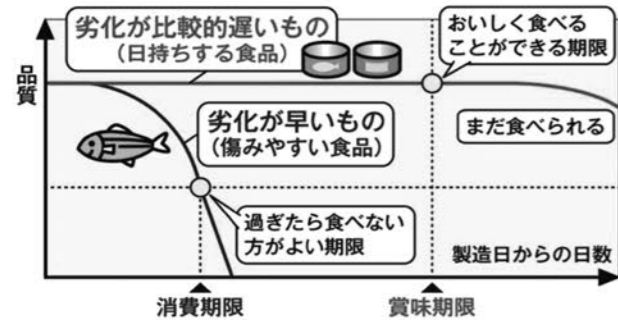 劣化が比較的遅いもの
（日持ちする食品）
おいしく食べる
ことができる期限
品質
劣化が早いもの
（傷みやすい食品）
まだ食べられる
過ぎたら食べない
方がよい期限
製造日からの日数
消費期限
賞味期限